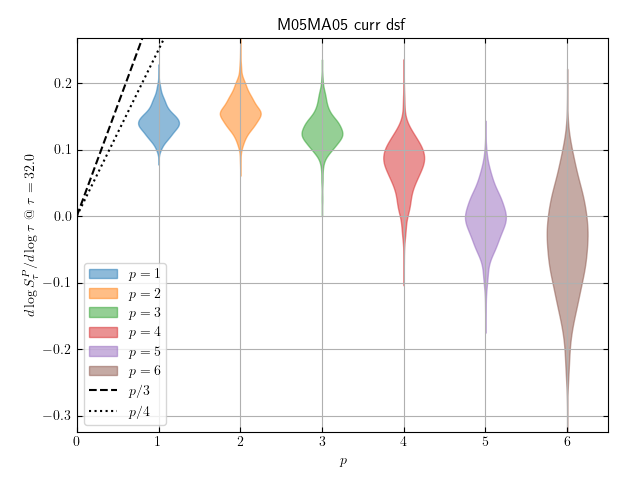 M05MA05 curr dsf
d log S_τ^P / d log τ @ τ = 32.0
0.2
0.1
0.0
−0.1
−0.2
−0.3
p = 1
p = 2
p = 3
p = 4
p = 5
p = 6
p/3
p/4
0 1 2 3 4 5 6
p